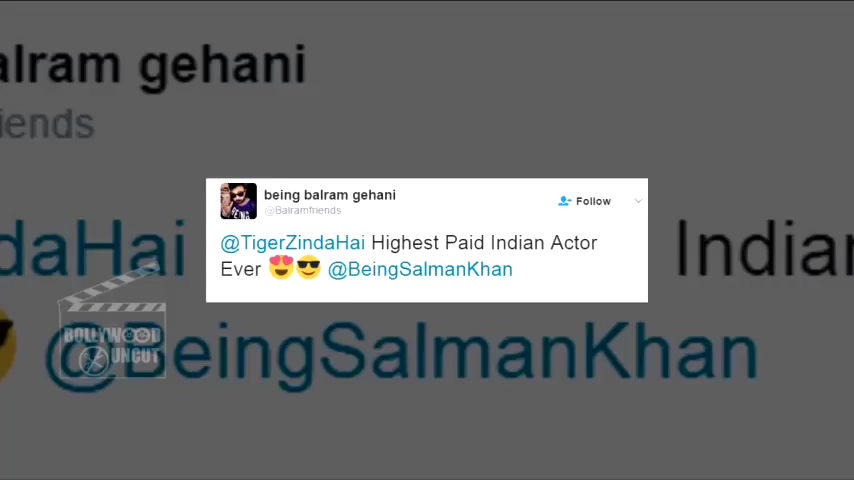 alram gehani
iends
being balram gehani
@Balramfriends
Follow
@TigerZindaHai Highest Paid Indian Actor
Ever 😍😎 @BeingSalmanKhan
daHai
Indian
@BeingSalmanKhan
BOLLYWOOD
UNCUT